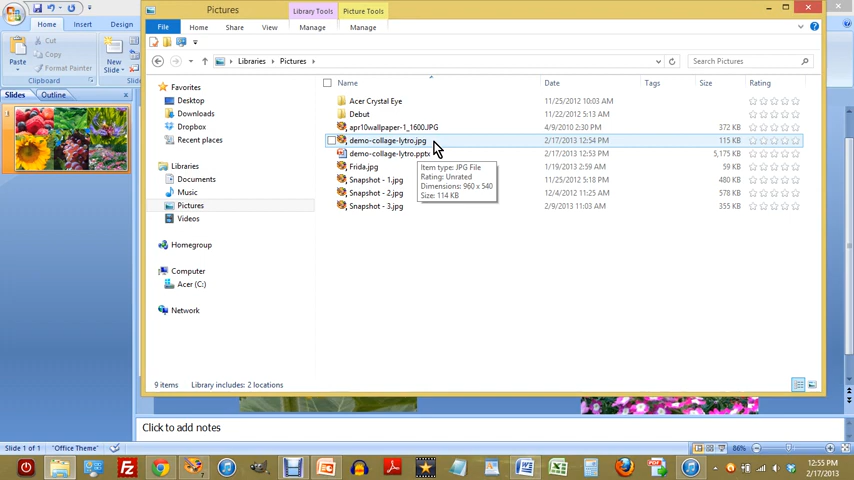 Pictures
Library Tools
Picture Tools
Home
Insert
Design
File
Home
Share
View
Manage
Manage
Cut
Copy
Format Painter
Paste
New
Slide
Clipboard
Libraries
Pictures
Search Pictures
Slides
Outline
1
Favorites
Desktop
Downloads
Dropbox
Recent places
Libraries
Documents
Music
Pictures
Videos
Homegroup
Computer
Acer (C:)
Network
Name Date Tags Size Rating
Acer Crystal Eye 11/25/2012 10:03 AM
Debut 11/22/2012 5:13 AM
apr10wallpaper-1_1600.JPG 4/9/2010 2:30 PM 372 KB
demo-collage-lytro.jpg 2/17/2013 12:54 PM 115 KB
demo-collage-lytro.pptx 2/17/2013 12:53 PM 5,175 KB
Frida.jpg 1/19/2013 2:59 AM 59 KB
Snapshot - 1.jpg 11/25/2012 5:18 PM 480 KB
Snapshot - 2.jpg 12/4/2012 11:25 AM 578 KB
Snapshot - 3.jpg 2/9/2013 11:03 AM 355 KB
Item type: JPG File
Rating: Unrated
Dimensions: 960 x 540
Size: 114 KB
9 items Library includes: 2 locations
Click to add notes
Slide 1 of 1 "Office Theme" 86%
12:55 PM
2/17/2013